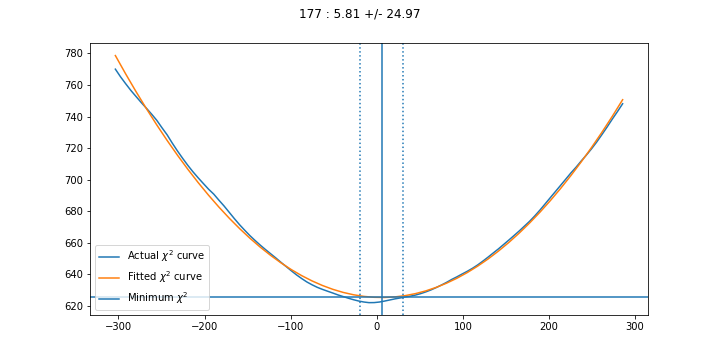 177 : 5.81 +/- 24.97
780
760
740
720
700
680
660
640
620
Actual χ² curve
Fitted χ² curve
Minimum χ²
−300 −200 −100 0 100 200 300